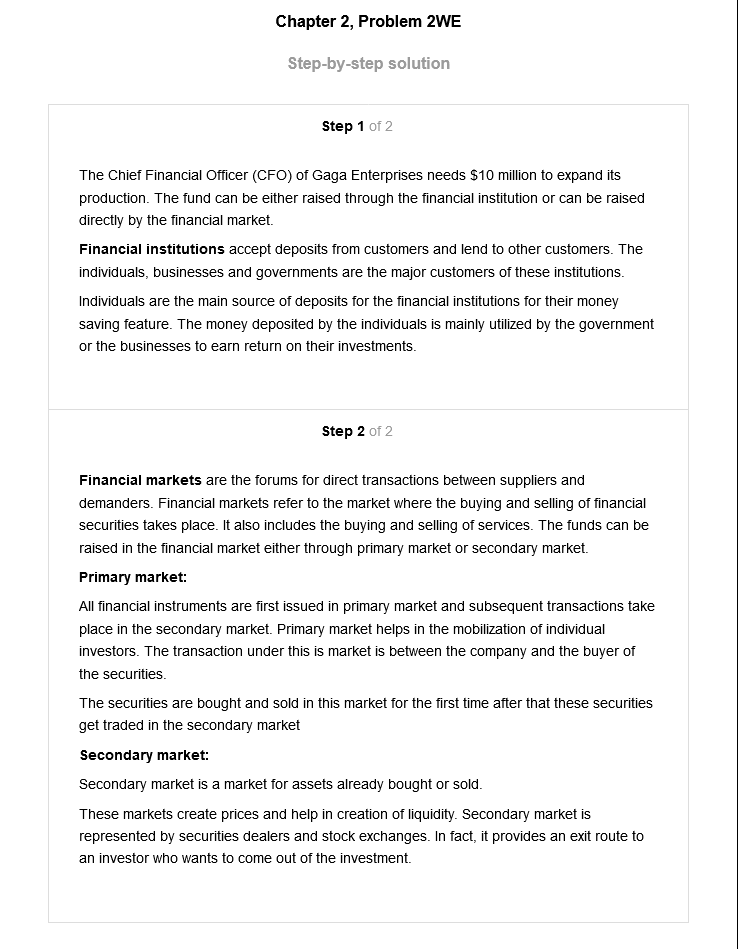 Chapter 2, Problem 2WE
Step-by-step solution
Step 1 of 2
The Chief Financial Officer (CFO) of Gaga Enterprises needs $10 million to expand its
production. The fund can be either raised through the financial institution or can be raised
directly by the financial market.
Financial institutions accept deposits from customers and lend to other customers. The
individuals, businesses and governments are the major customers of these institutions.
Individuals are the main source of deposits for the financial institutions for their money
saving feature. The money deposited by the individuals is mainly utilized by the government
or the businesses to earn return on their investments.
Step 2 of 2
Financial markets are the forums for direct transactions between suppliers and
demanders. Financial markets refer to the market where the buying and selling of financial
securities takes place. It also includes the buying and selling of services. The funds can be
raised in the financial market either through primary market or secondary market.
Primary market:
All financial instruments are first issued in primary market and subsequent transactions take
place in the secondary market. Primary market helps in the mobilization of individual
investors. The transaction under this is market is between the company and the buyer of
the securities.
The securities are bought and sold in this market for the first time after that these securities
get traded in the secondary market
Secondary market:
Secondary market is a market for assets already bought or sold.
These markets create prices and help in creation of liquidity. Secondary market is
represented by securities dealers and stock exchanges. In fact, it provides an exit route to
an investor who wants to come out of the investment.